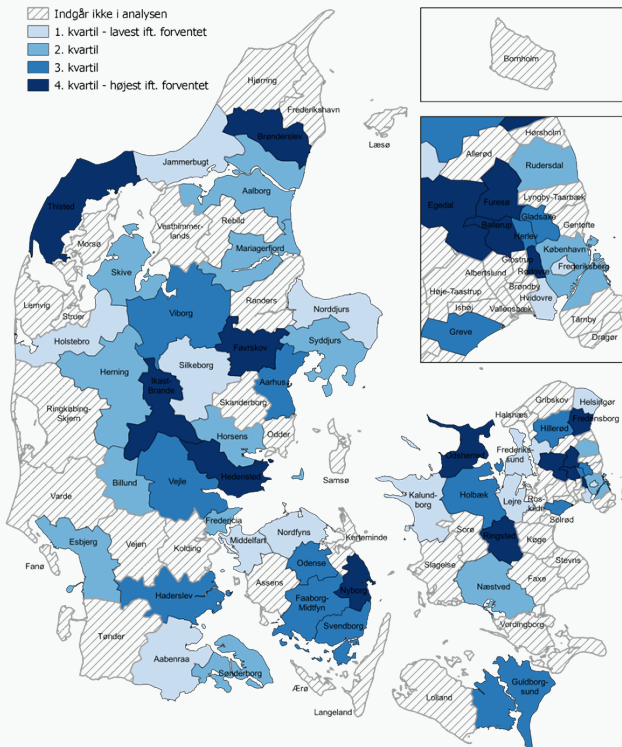 Indgår ikke i analysen
1. kvartil - lavest ift. forventet
2. kvartil
3. kvartil
4. kvartil - højest ift. forventet
Hjørring
Frederikshavn
Læsø
Brønderslev
Jammerbugt
Thisted
Aalborg
Morsø
Vesthimmer-
lands
Rebild
Mariagerfjord
Skive
Lemvig
Struer
Viborg
Randers
Norddjurs
Holstebro
Favrskov
Syddjurs
Silkeborg
Herning
Ikast-
Brande
Aarhus
Skanderborg
Ringkøbing-
Skjern
Odder
Horsens
Samsø
Hedensted
Billund
Vejle
Varde
Fredericia
Esbjerg
Vejen
Kolding
Middelfart
Nordfyns
Kerteminde
Fanø
Odense
Assens
Nyborg
Haderslev
Faaborg-
Midtfyn
Svendborg
Tønder
Aabenraa
Sønderborg
Ærø
Langeland
Bornholm
Hørsholm
Allerød
Rudersdal
Egedal
Furesø
Lyngby-Taarbæk
Gladsaxe
Gentofte
Ballerup
Herlev
København
Glostrup
Rødovre
Frederiksberg
Albertslund
Høje-Taastrup
Brøndby
Hvidovre
Ishøj
Vallensbæk
Tårnby
Greve
Dragør
Gribskov
Helsingør
Halsnæs
Fredensborg
Hillerød
Frederiks-
sund
Odsherred
Kalund-
borg
Holbæk
Lejre
Ros-
kilde
Solrød
Sorø
Ringsted
Køge
Slagelse
Stevns
Faxe
Næstved
Vordingborg
Lolland
Guldborg-
sund